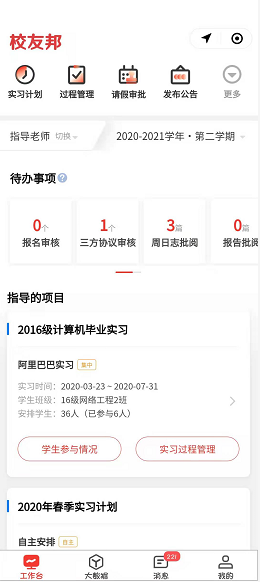 校友邦
实习计划 过程管理 请假审批 发布公告 更多
指导老师 切换 2020-2021学年·第二学期
待办事项 ?
0个 1个 3篇 0篇
报名审核 三方协议审核 周日志批阅 报告批阅
指导的项目
2016级计算机毕业实习
阿里巴巴实习 集中
实习时间：2020-03-23 ~ 2020-07-31
学生班级：16级网络工程2班
安排学生：36人（已参与6人）
学生参与情况 实习过程管理
2020年春季实习计划
自主安排 自主
工作台 大数据 消息 我的